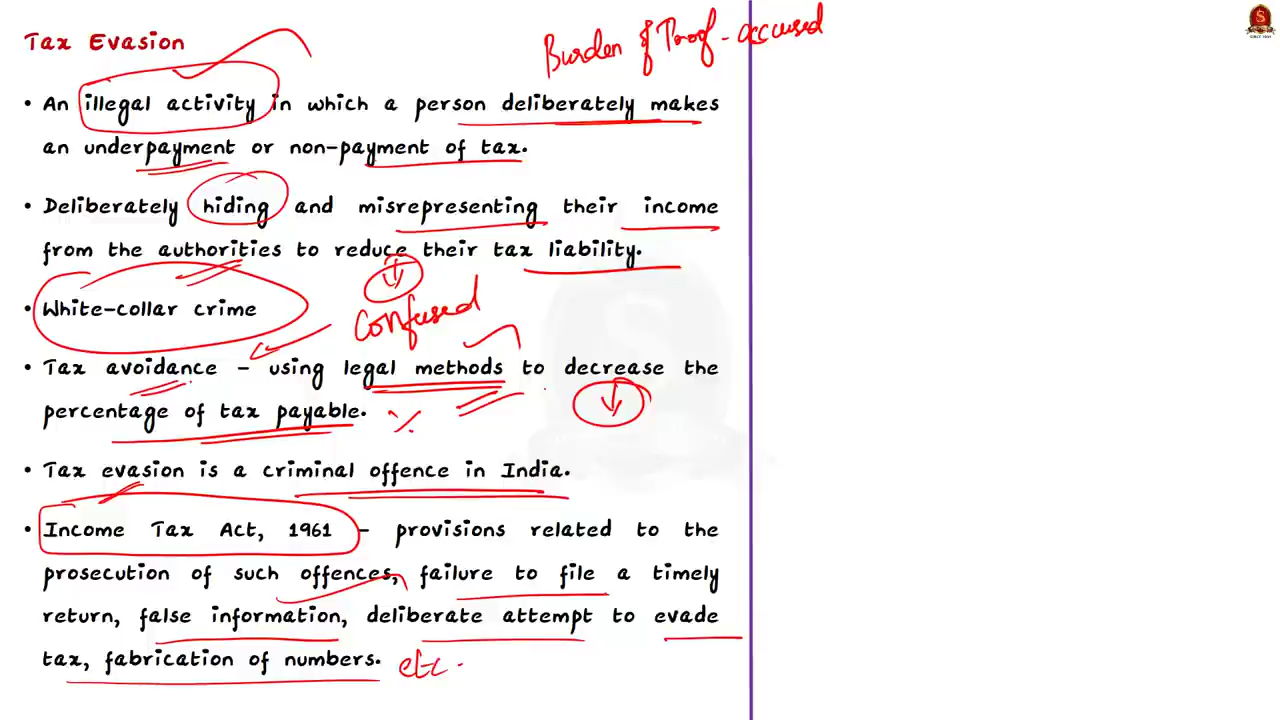 Tax Evasion
Burden of Proof - accused
• An illegal activity in which a person deliberately makes
an underpayment or non-payment of tax.
• Deliberately hiding and misrepresenting their income
from the authorities to reduce their tax liability.
• White-collar crime
confused
• Tax avoidance - using legal methods to decrease the
percentage of tax payable.
• Tax evasion is a criminal offence in India.
• Income Tax Act, 1961 - provisions related to the
prosecution of such offences, failure to file a timely
return, false information, deliberate attempt to evade
tax, fabrication of numbers. etc.